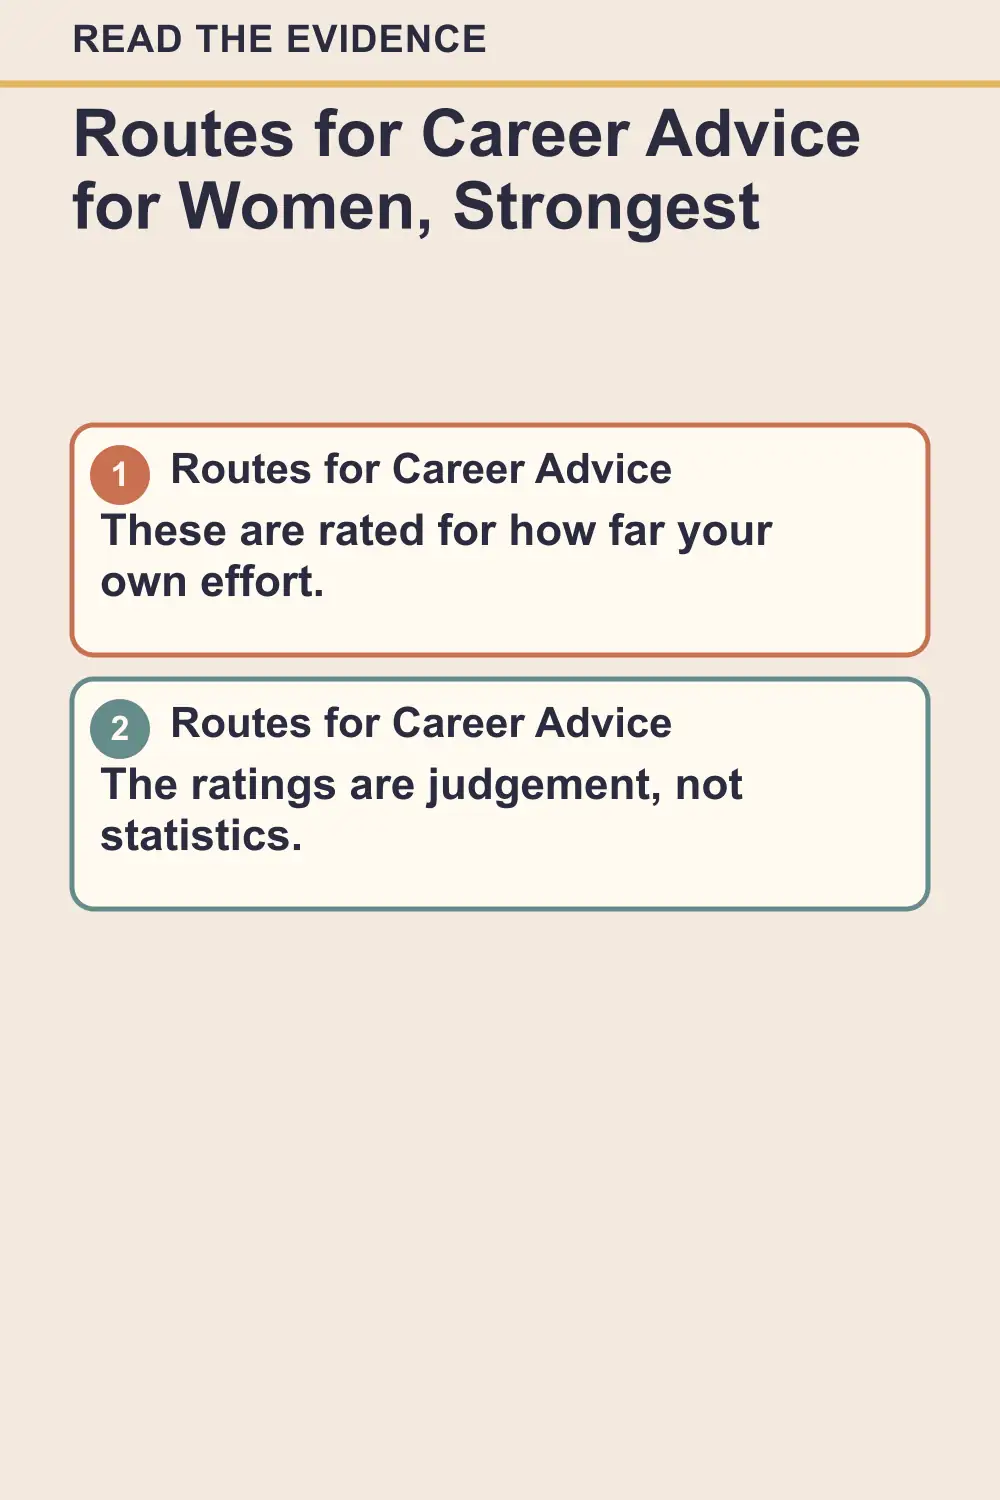 READ THE EVIDENCE
Routes for Career Advice
for Women, Strongest
1 Routes for Career Advice
These are rated for how far your
own effort.
2 Routes for Career Advice
The ratings are judgement, not
statistics.